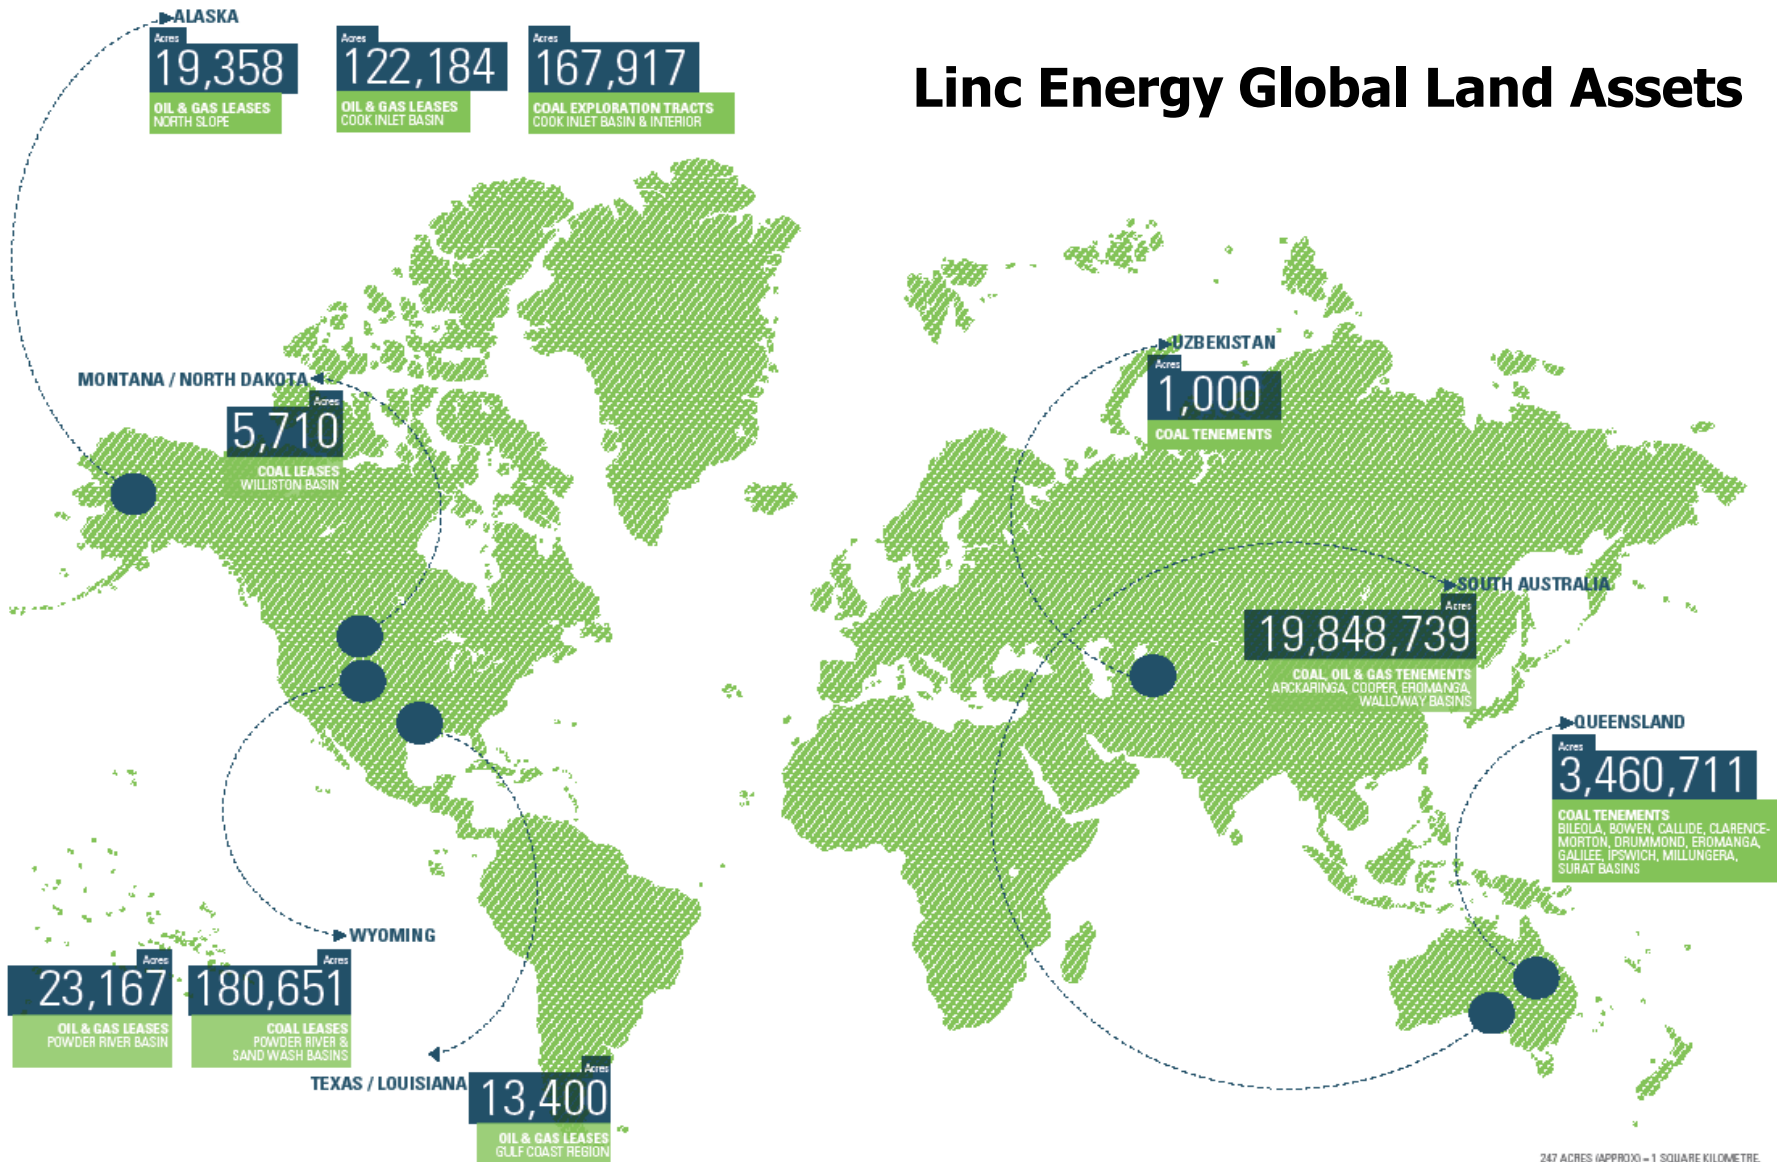 Linc Energy Global Land Assets
ALASKA
Acres
19,358
OIL & GAS LEASES
NORTH SLOPE
Acres
122,184
OIL & GAS LEASES
COOK INLET BASIN
Acres
167,917
COAL EXPLORATION TRACTS
COOK INLET BASIN & INTERIOR
MONTANA / NORTH DAKOTA
Acres
5,710
COAL LEASES
WILLISTON BASIN
UZBEKISTAN
Acres
1,000
COAL TENEMENTS
SOUTH AUSTRALIA
Acres
19,848,739
COAL, OIL & GAS TENEMENTS
ARCKARINGA, COOPER, EROMANGA,
WALLOWAY BASINS
QUEENSLAND
Acres
3,460,711
COAL TENEMENTS
BILEOLA, BOWEN, CALLIDE, CLARENCE-
MORTON, DRUMMOND, EROMANGA,
GALILEE, IPSWICH, MILLUNGERA,
SURAT BASINS
WYOMING
Acres
23,167
OIL & GAS LEASES
POWDER RIVER BASIN
Acres
180,651
COAL LEASES
POWDER RIVER &
SAND WASH BASINS
TEXAS / LOUISIANA
Acres
13,400
OIL & GAS LEASES
GULF COAST REGION
247 ACRES (APPROX) = 1 SQUARE KILOMETRE.